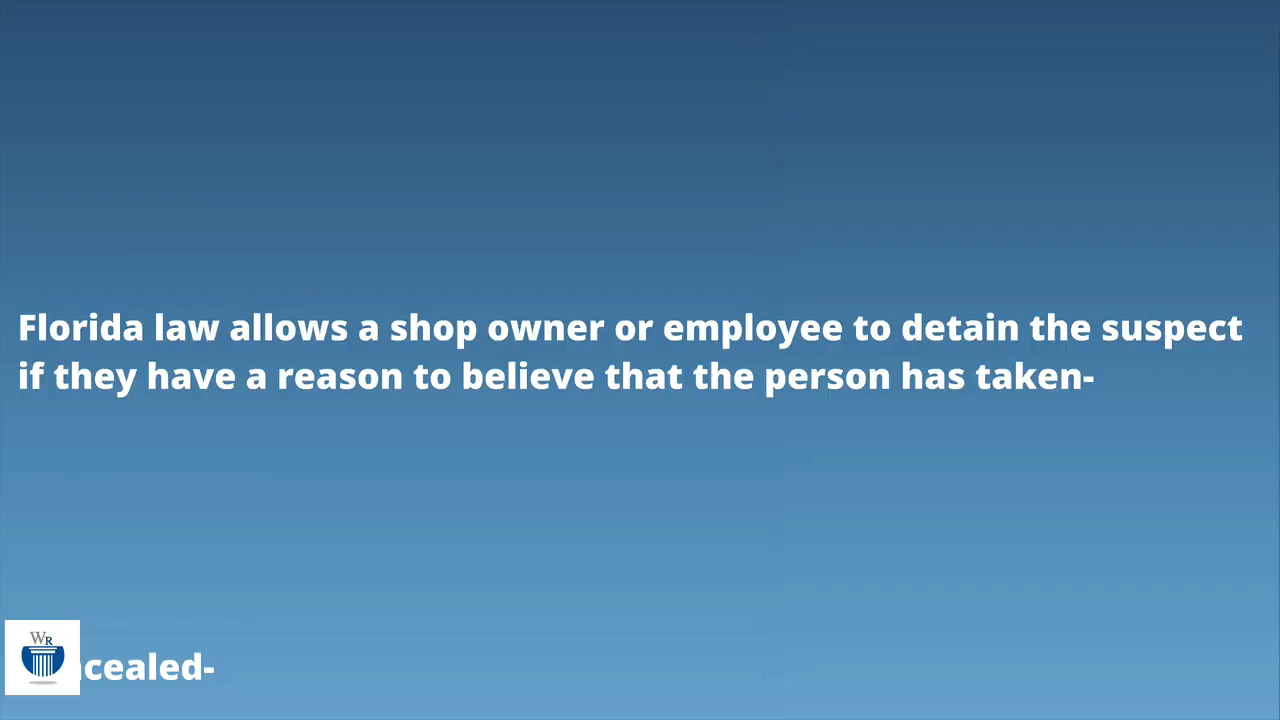 Florida law allows a shop owner or employee to detain the suspect
if they have a reason to believe that the person has taken-
WR
cealed-